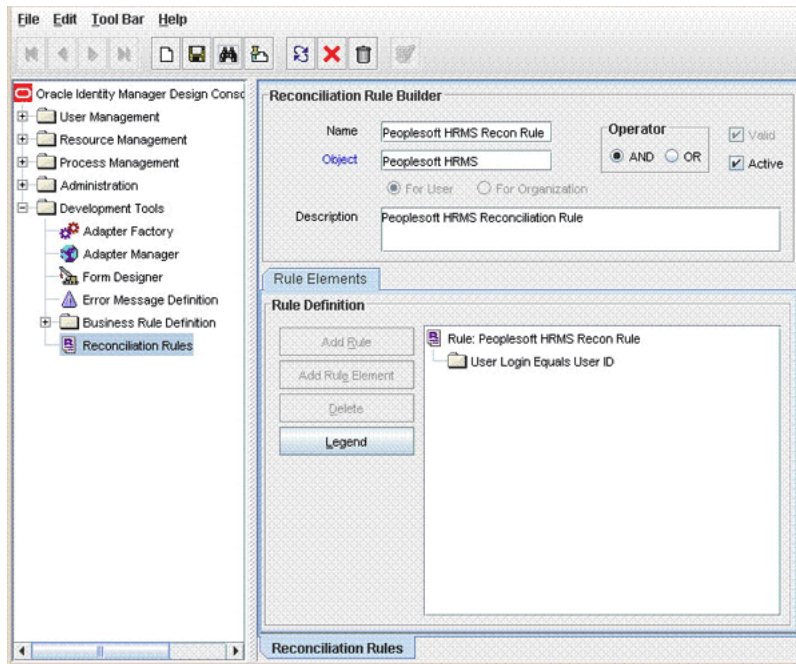 File Edit Tool Bar Help
Oracle Identity Manager Design Consc
User Management
Resource Management
Process Management
Administration
Development Tools
Adapter Factory
Adapter Manager
Form Designer
Error Message Definition
Business Rule Definition
Reconciliation Rules
Reconciliation Rule Builder
Name Peoplesoft HRMS Recon Rule
Operator
Valid
Object Peoplesoft HRMS
AND OR
Active
For User For Organization
Description Peoplesoft HRMS Reconciliation Rule
Rule Elements
Rule Definition
Add Rule
Add Rule Element
Delete
Legend
Rule: Peoplesoft HRMS Recon Rule
User Login Equals User ID
Reconciliation Rules